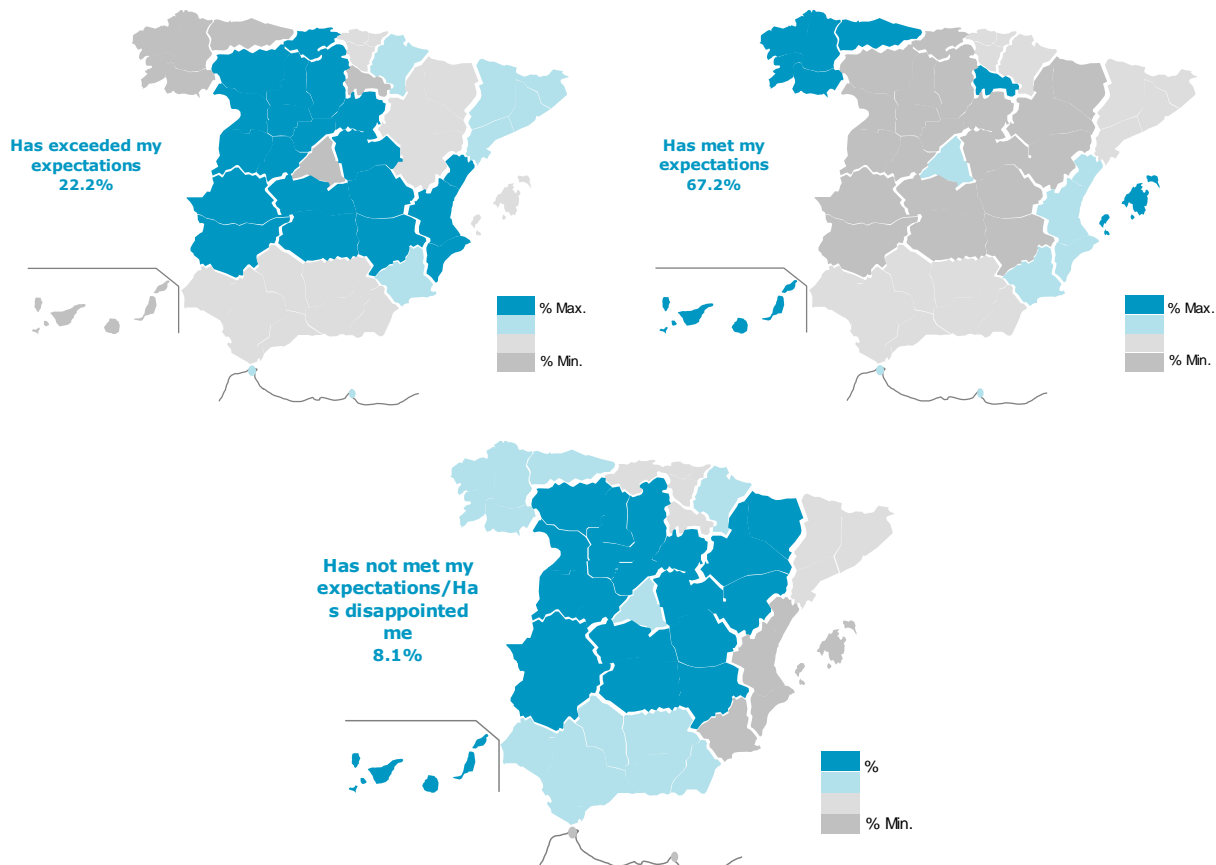 Has exceeded my
expectations
22.2%
% Max.
% Min.
Has met my
expectations
67.2%
% Max.
% Min.
Has not met my
expectations/Ha
s disappointed
me
8.1%
%
% Min.